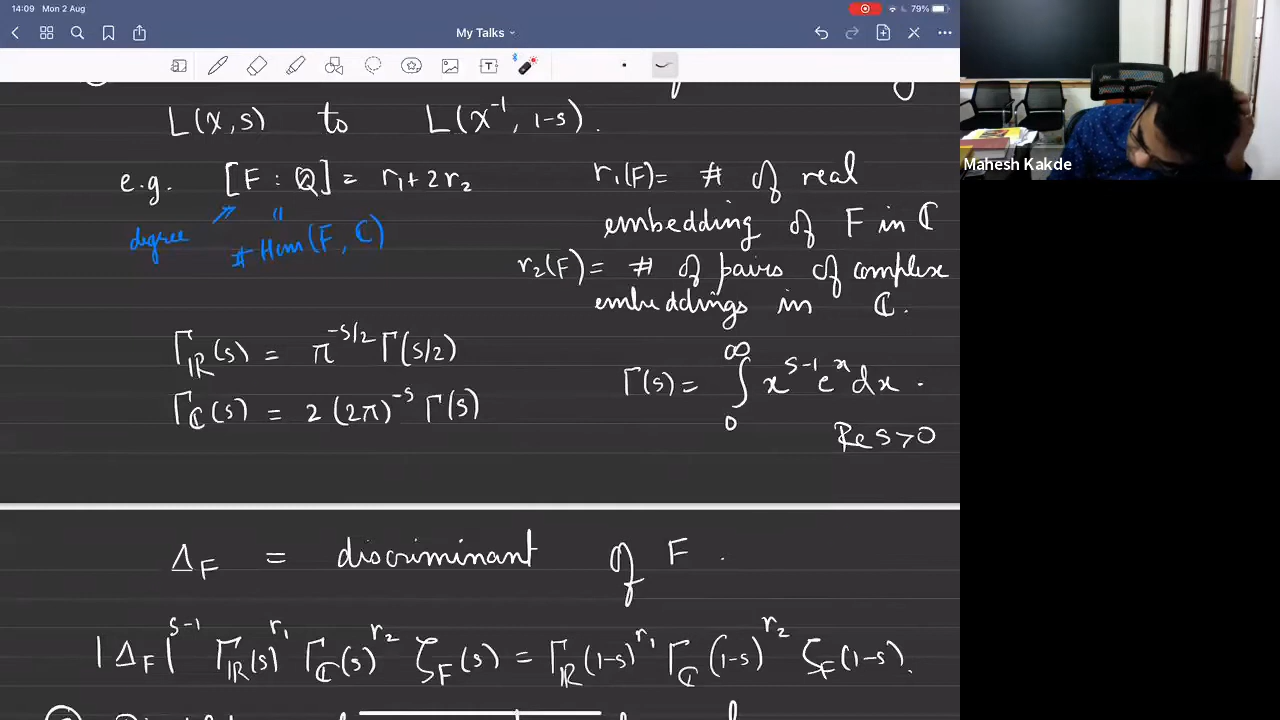 14:09 Mon 2 Aug
79%
My Talks
L(χ, s) to L(χ⁻¹, 1-s).
e.g. [F : ℚ] = r₁ + 2r₂
degree
"
# Hom(F, ℂ)
r₁(F) = # of real
embedding of F in ℂ
r₂(F) = # of pairs of complex
embeddings in ℂ.
Γ_ℝ(s) = π^{-s/2} Γ(s/2)
Γ_ℂ(s) = 2 (2π)^{-s} Γ(s)
Γ(s) = ∫₀^∞ x^{s-1} e^{x} dx .
Re s > 0
Δ_F = discriminant of F .
|Δ_F|^{s-1} Γ_ℝ(s)^{r₁} Γ_ℂ(s)^{r₂} ζ_F(s) = Γ_ℝ(1-s)^{r₁} Γ_ℂ(1-s)^{r₂} ζ_F(1-s).
Mahesh Kakde